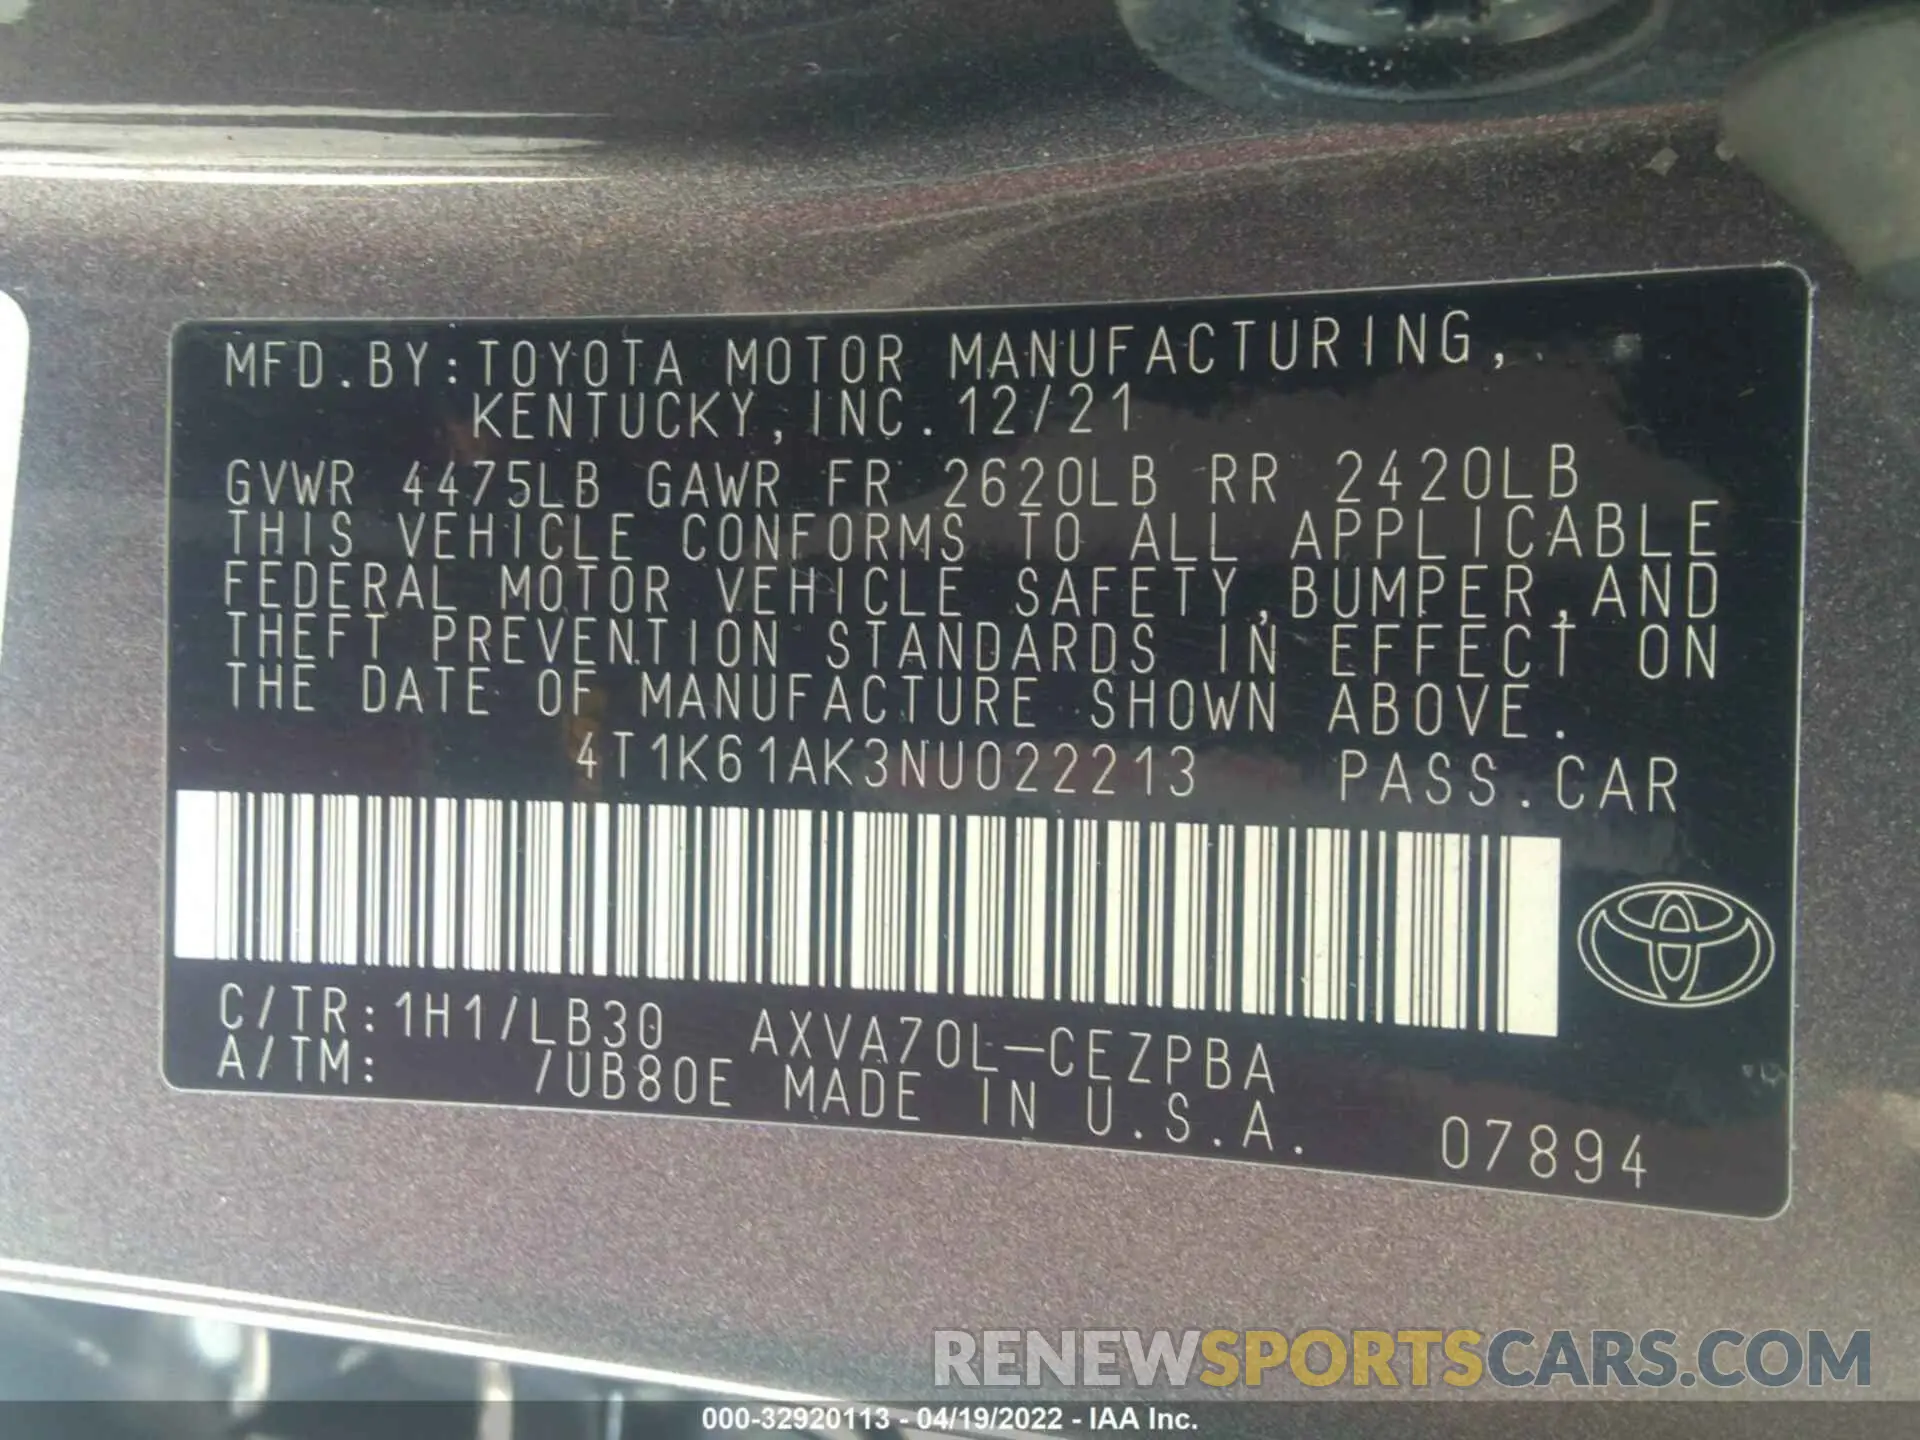 MFD.BY:TOYOTA MOTOR MANUFACTURING,
KENTUCKY,INC. 12/21
GVWR 4475LB GAWR FR 2620LB RR 2420LB
THIS VEHICLE CONFORMS TO ALL APPLICABLE
FEDERAL MOTOR VEHICLE SAFETY,BUMPER,AND
THEFT PREVENTION STANDARDS IN EFFECT ON
THE DATE OF MANUFACTURE SHOWN ABOVE.
4T1K61AK3NU022213 PASS.CAR
C/TR:1H1/LB30 AXVA70L-CEZPBA
A/TM: /UB80E MADE IN U.S.A.
07894
RENEWSPORTSCARS.COM
000-32920113 - 04/19/2022 - IAA Inc.